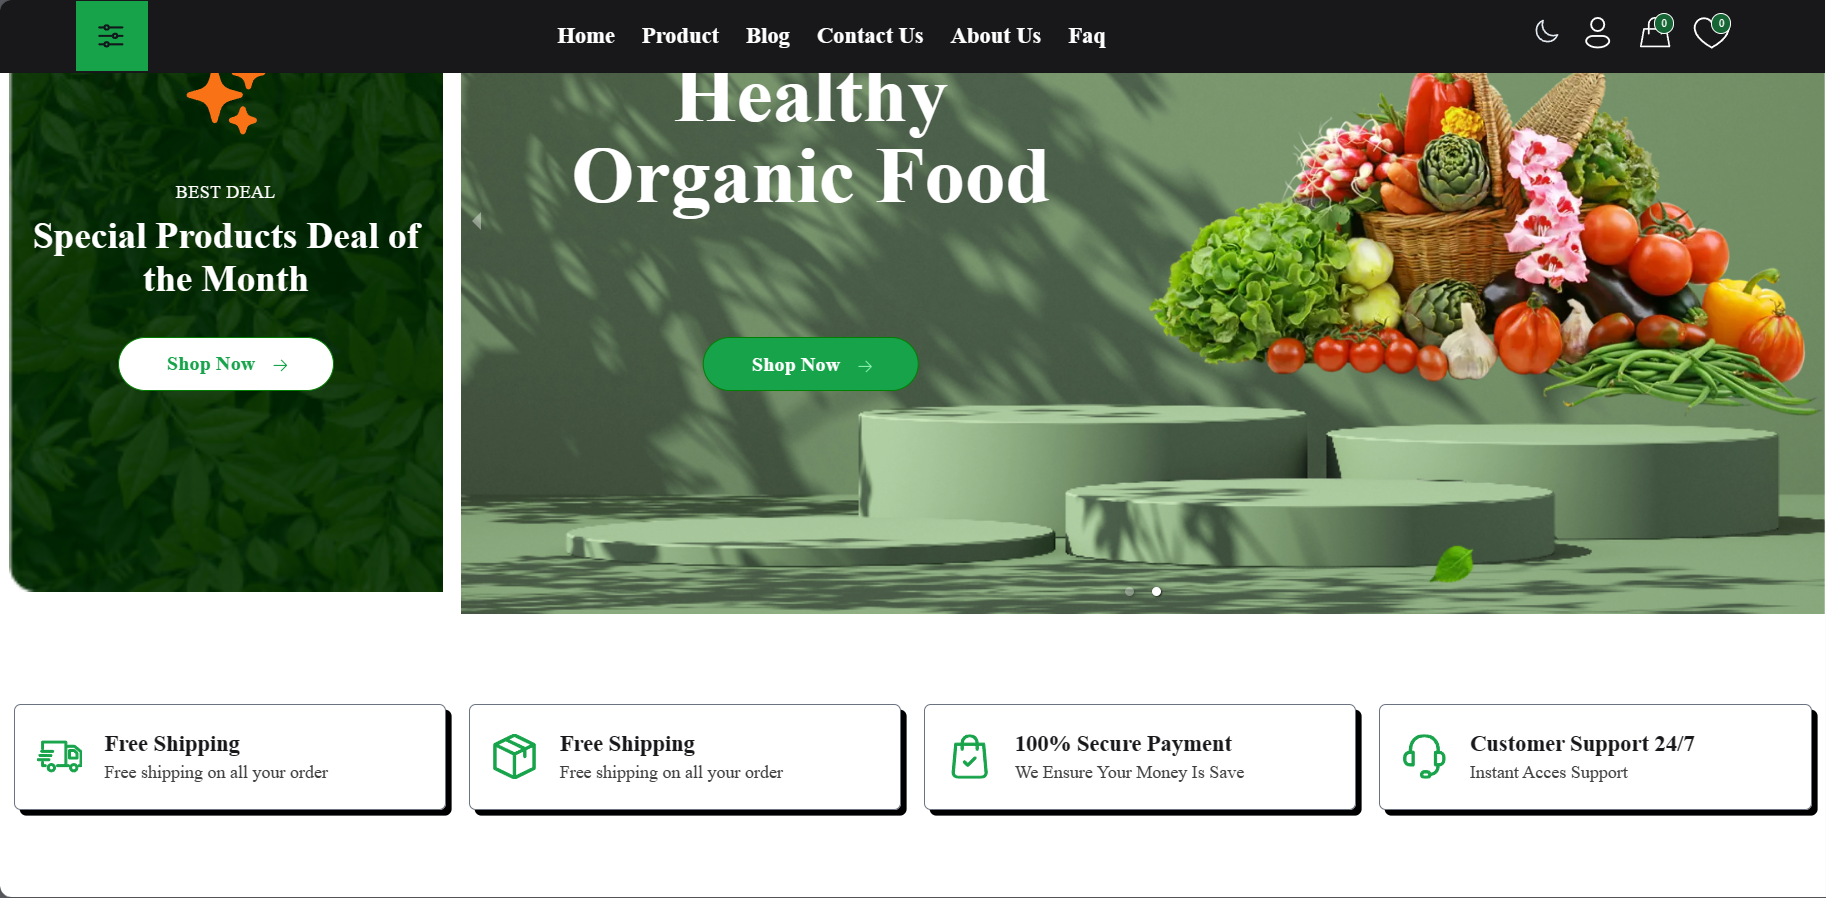 Home Product Blog Contact Us About Us Faq
0
0
BEST DEAL
Special Products Deal of
the Month
Shop Now
Healthy
Organic Food
Shop Now
Free Shipping
Free shipping on all your order
Free Shipping
Free shipping on all your order
100% Secure Payment
We Ensure Your Money Is Save
Customer Support 24/7
Instant Acces Support